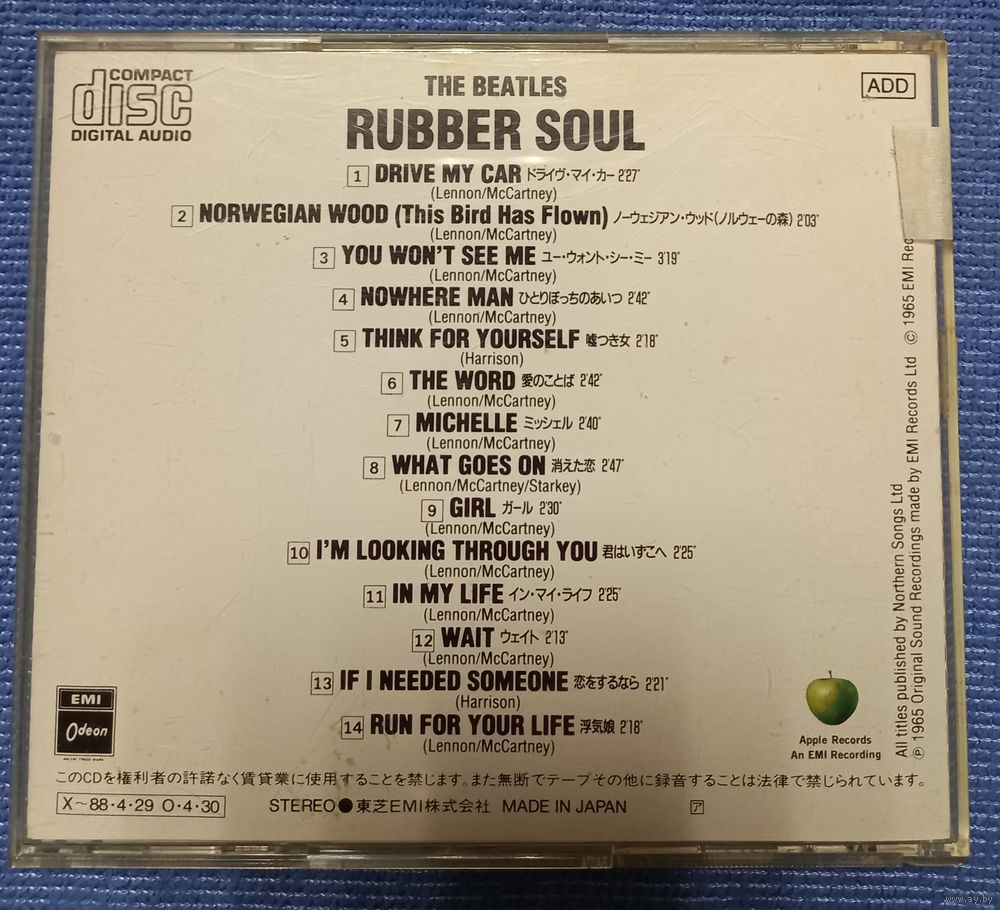 COMPACT
disc
DIGITAL AUDIO
ADD
THE BEATLES
RUBBER SOUL
1 DRIVE MY CAR ドライヴ・マイ・カー 2'27"
(Lennon/McCartney)
2 NORWEGIAN WOOD (This Bird Has Flown) ノーウェジアン・ウッド(ノルウェーの森) 2'03"
(Lennon/McCartney)
3 YOU WON'T SEE ME ユー・ウォント・シー・ミー 3'19"
(Lennon/McCartney)
4 NOWHERE MAN ひとりぼっちのあいつ 2'42"
(Lennon/McCartney)
5 THINK FOR YOURSELF 嘘つき女 2'18"
(Harrison)
6 THE WORD 愛のことば 2'42"
(Lennon/McCartney)
7 MICHELLE ミッシェル 2'40"
(Lennon/McCartney)
8 WHAT GOES ON 消えた恋 2'47"
(Lennon/McCartney/Starkey)
9 GIRL ガール 2'30"
(Lennon/McCartney)
10 I'M LOOKING THROUGH YOU 君はいずこへ 2'25"
(Lennon/McCartney)
11 IN MY LIFE イン・マイ・ライフ 2'25"
(Lennon/McCartney)
12 WAIT ウェイト 2'13"
(Lennon/McCartney)
13 IF I NEEDED SOMEONE 恋をするなら 2'21"
(Harrison)
14 RUN FOR YOUR LIFE 浮気娘 2'18"
(Lennon/McCartney)
All titles published by Northern Songs Ltd
℗ 1965 Original Sound Recordings made by EMI Records Ltd © 1965 EMI
EMI
Odeon
AN EMI TRADE MARK
Apple Records
An EMI Recording
このCDを権利者の許諾なく賃貸業に使用することを禁じます。また無断でテープその他に録音することは法律で禁じられています。
X〜88・4・29 O・4・30
STEREO●東芝EMI株式会社 MADE IN JAPAN
ア
www.ay.by